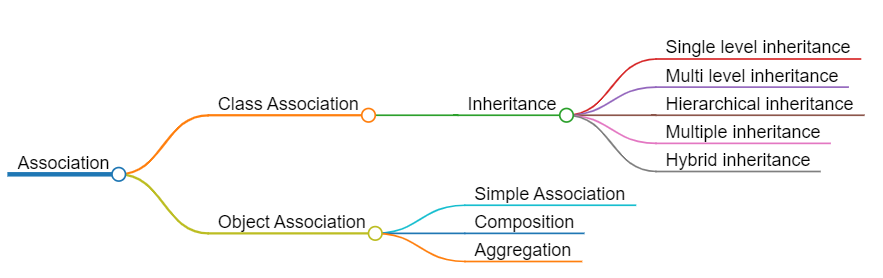 Association
Class Association
Inheritance
Single level inheritance
Multi level inheritance
Hierarchical inheritance
Multiple inheritance
Hybrid inheritance
Object Association
Simple Association
Composition
Aggregation